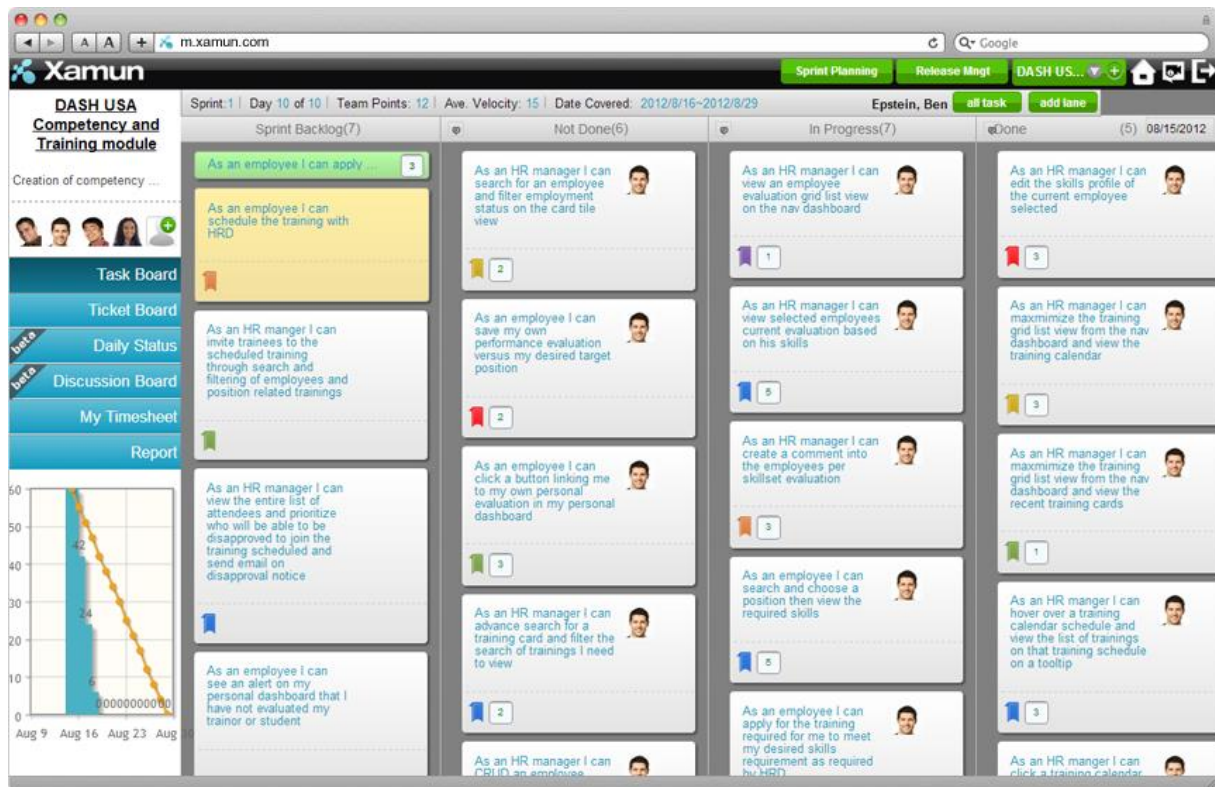 m.xamun.com
Google
Xamun
Sprint Planning
Release Mngt
DASH US...
DASH USA
Competency and
Training module
Creation of competency ...
Task Board
Ticket Board
beta
Daily Status
beta
Discussion Board
My Timesheet
Report
60
50
40
30
20
10
0
42
24
6
00000000000
Aug 9
Aug 16
Aug 23
Aug
Sprint:1 | Day 10 of 10 | Team Points: 12 | Ave. Velocity: 15 | Date Covered: 2012/8/16~2012/8/29
Epstein, Ben
all task
add lane
Sprint Backlog(7)
As an employee I can apply ...
3
As an employee I can
schedule the training with
HRD
As an HR manger I can
invite trainees to the
scheduled training
through search and
filtering of employees and
position related trainings
As an HR manager I can
view the entire list of
attendees and prioritize
who will be able to be
disapproved to join the
training scheduled and
send email on
disapproval notice
As an employee I can
see an alert on my
personal dashboard that I
have not evaluated my
trainor or student
Not Done(6)
As an HR manager I can
search for an employee
and filter employment
status on the card tile
view
2
As an employee I can
save my own
performance evaluation
versus my desired target
position
2
As an employee I can
click a button linking me
to my own personal
evaluation in my personal
dashboard
3
As an HR manager I can
advance search for a
training card and filter the
search of trainings I need
to view
2
As an HR manager I can
CRUD an employee
In Progress(7)
As an HR manager I can
view an employee
evaluation grid list view
on the nav dashboard
1
As an HR manager I can
view selected employees
current evaluation based
on his skills
5
As an HR manager I can
create a comment into
the employees per
skillset evaluation
3
As an employee I can
search and choose a
position then view the
required skills
5
As an employee I can
apply for the training
required for me to meet
my desired skills
requirement as required
by HRD
Done
(5)
08/15/2012
As an HR manager I can
edit the skills profile of
the current employee
selected
3
As an HR manager I can
maxmimize the training
grid list view from the nav
dashboard and view the
training calendar
3
As an HR manager I can
maxmimize the training
grid list view from the nav
dashboard and view the
recent training cards
1
As an HR manger I can
hover over a training
calendar schedule and
view the list of trainings
on that training schedule
on a tooltip
3
As an HR manager I can
click a training calendar